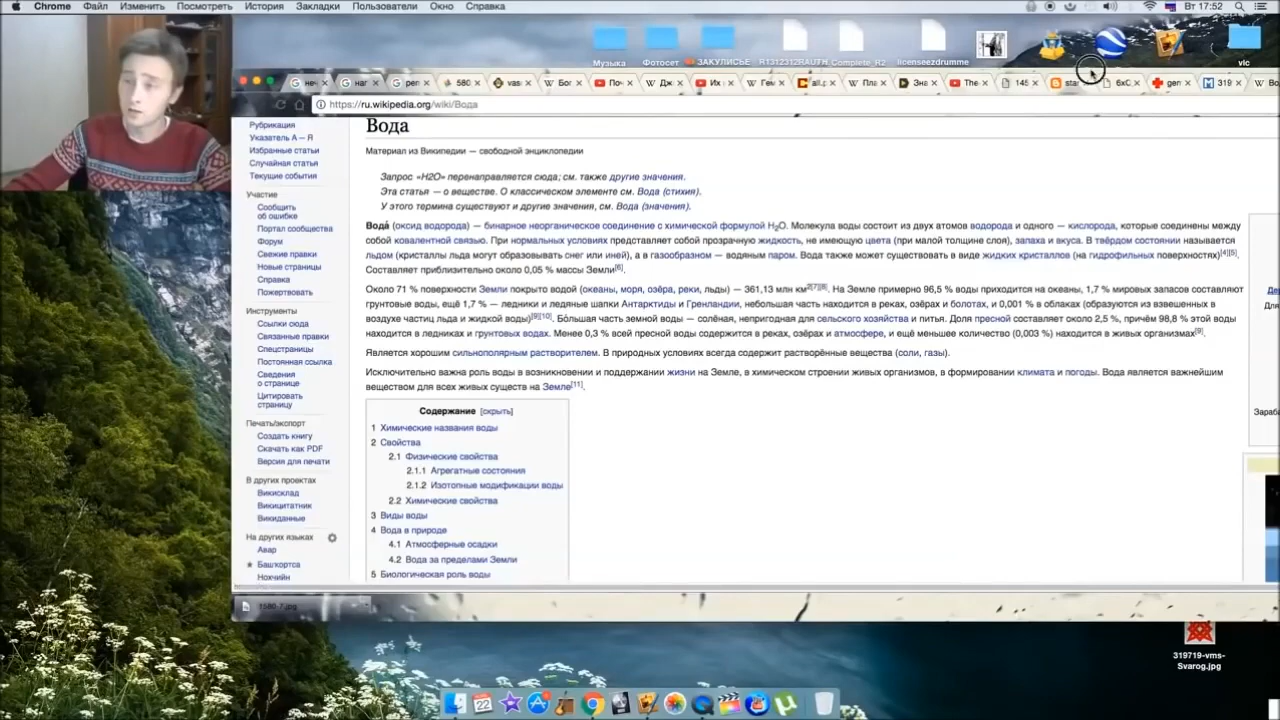 Chrome Файл Изменить Посмотреть История Закладки Пользователи Окно Справка Вт 17:52
Музыка Фотосет ЗАКУЛИСЬЕ Complete_R2 licenseezdrumme vlc
https://ru.wikipedia.org/wiki/Вода
Рубрикация
Указатель А — Я
Избранные статьи
Случайная статья
Текущие события
Участие
Сообщить
об ошибке
Портал сообщества
Форум
Свежие правки
Новые страницы
Справка
Пожертвовать
Инструменты
Ссылки сюда
Связанные правки
Спецстраницы
Постоянная ссылка
Сведения
о странице
Цитировать
страницу
Печать/экспорт
Создать книгу
Скачать как PDF
Версия для печати
В других проектах
Викисклад
Викицитатник
Викиданные
На других языках
Авар
Башҡортса
Нохчийн
Вода
Материал из Википедии — свободной энциклопедии
Запрос «H2O» перенаправляется сюда; см. также другие значения.
Эта статья — о веществе. О классическом элементе см. Вода (стихия).
У этого термина существуют и другие значения, см. Вода (значения).
Вода́ (оксид водорода) — бинарное неорганическое соединение с химической формулой H2O. Молекула воды состоит из двух атомов водорода и одного — кислорода, которые соединены между
собой ковалентной связью. При нормальных условиях представляет собой прозрачную жидкость, не имеющую цвета (при малой толщине слоя), запаха и вкуса. В твёрдом состоянии называется
льдом (кристаллы льда могут образовывать снег или иней), а в газообразном — водяным паром. Вода также может существовать в виде жидких кристаллов (на гидрофильных поверхностях)[4][5].
Составляет приблизительно около 0,05 % массы Земли[6].
Около 71 % поверхности Земли покрыто водой (океаны, моря, озёра, реки, льды) — 361,13 млн км2[7][8]. На Земле примерно 96,5 % воды приходится на океаны, 1,7 % мировых запасов составляют
грунтовые воды, ещё 1,7 % — ледники и ледяные шапки Антарктиды и Гренландии, небольшая часть находится в реках, озёрах и болотах, и 0,001 % в облаках (образуются из взвешенных в
воздухе частиц льда и жидкой воды)[9][10]. Бо́льшая часть земной воды — солёная, непригодная для сельского хозяйства и питья. Доля пресной составляет около 2,5 %, причём 98,8 % этой воды
находится в ледниках и грунтовых водах. Менее 0,3 % всей пресной воды содержится в реках, озёрах и атмосфере, и ещё меньшее количество (0,003 %) находится в живых организмах[9].
Является хорошим сильнополярным растворителем. В природных условиях всегда содержит растворённые вещества (соли, газы).
Исключительно важна роль воды в возникновении и поддержании жизни на Земле, в химическом строении живых организмов, в формировании климата и погоды. Вода является важнейшим
веществом для всех живых существ на Земле[11].
Содержание [скрыть]
1 Химические названия воды
2 Свойства
2.1 Физические свойства
2.1.1 Агрегатные состояния
2.1.2 Изотопные модификации воды
2.2 Химические свойства
3 Виды воды
4 Вода в природе
4.1 Атмосферные осадки
4.2 Вода за пределами Земли
5 Биологическая роль воды
1580-7.jpg
319719-vms-
Svarog.jpg